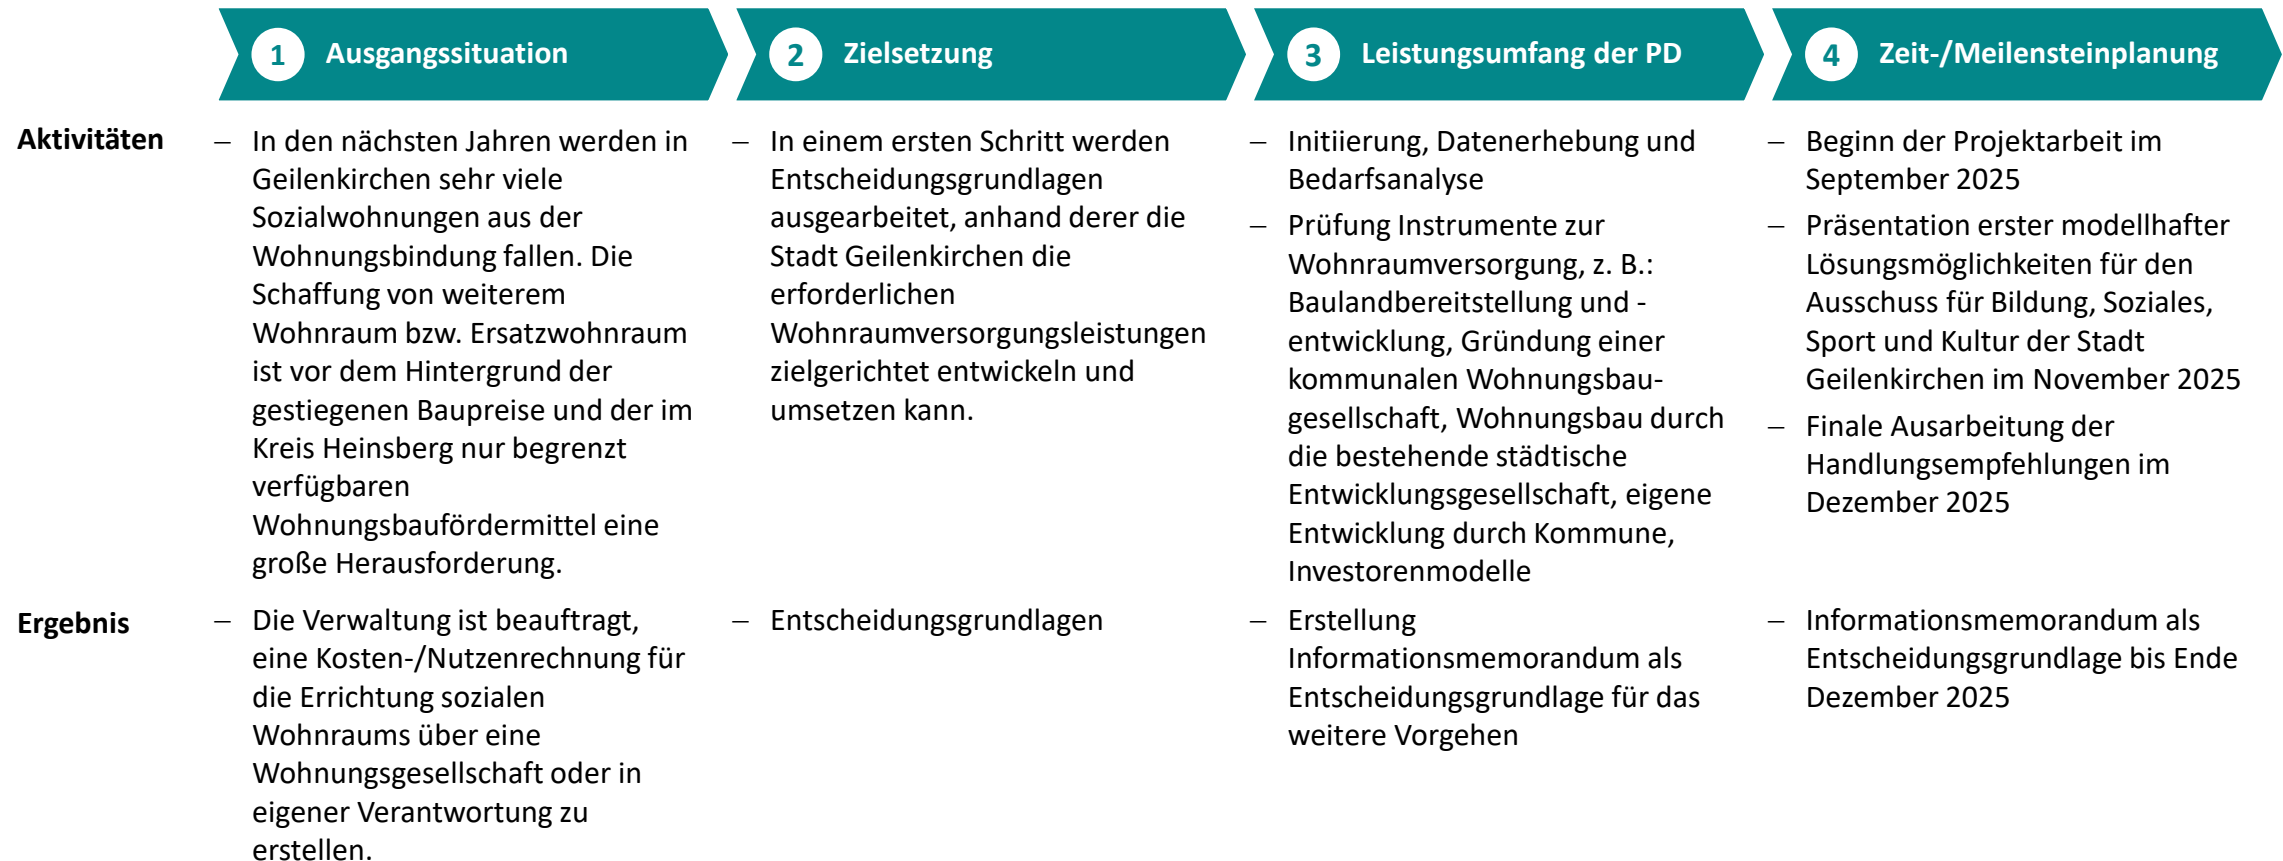 1 Ausgangssituation
2 Zielsetzung
3 Leistungsumfang der PD
4 Zeit-/Meilensteinplanung
Aktivitäten
– In den nächsten Jahren werden in
Geilenkirchen sehr viele
Sozialwohnungen aus der
Wohnungsbindung fallen. Die
Schaffung von weiterem
Wohnraum bzw. Ersatzwohnraum
ist vor dem Hintergrund der
gestiegenen Baupreise und der im
Kreis Heinsberg nur begrenzt
verfügbaren
Wohnungsbaufördermittel eine
große Herausforderung.
– In einem ersten Schritt werden
Entscheidungsgrundlagen
ausgearbeitet, anhand derer die
Stadt Geilenkirchen die
erforderlichen
Wohnraumversorgungsleistungen
zielgerichtet entwickeln und
umsetzen kann.
– Initiierung, Datenerhebung und
Bedarfsanalyse
– Prüfung Instrumente zur
Wohnraumversorgung, z. B.:
Baulandbereitstellung und -
entwicklung, Gründung einer
kommunalen Wohnungsbau-
gesellschaft, Wohnungsbau durch
die bestehende städtische
Entwicklungsgesellschaft, eigene
Entwicklung durch Kommune,
Investorenmodelle
– Beginn der Projektarbeit im
September 2025
– Präsentation erster modellhafter
Lösungsmöglichkeiten für den
Ausschuss für Bildung, Soziales,
Sport und Kultur der Stadt
Geilenkirchen im November 2025
– Finale Ausarbeitung der
Handlungsempfehlungen im
Dezember 2025
Ergebnis
– Die Verwaltung ist beauftragt,
eine Kosten-/Nutzenrechnung für
die Errichtung sozialen
Wohnraums über eine
Wohnungsgesellschaft oder in
eigener Verantwortung zu
erstellen.
– Entscheidungsgrundlagen
– Erstellung
Informationsmemorandum als
Entscheidungsgrundlage für das
weitere Vorgehen
– Informationsmemorandum als
Entscheidungsgrundlage bis Ende
Dezember 2025